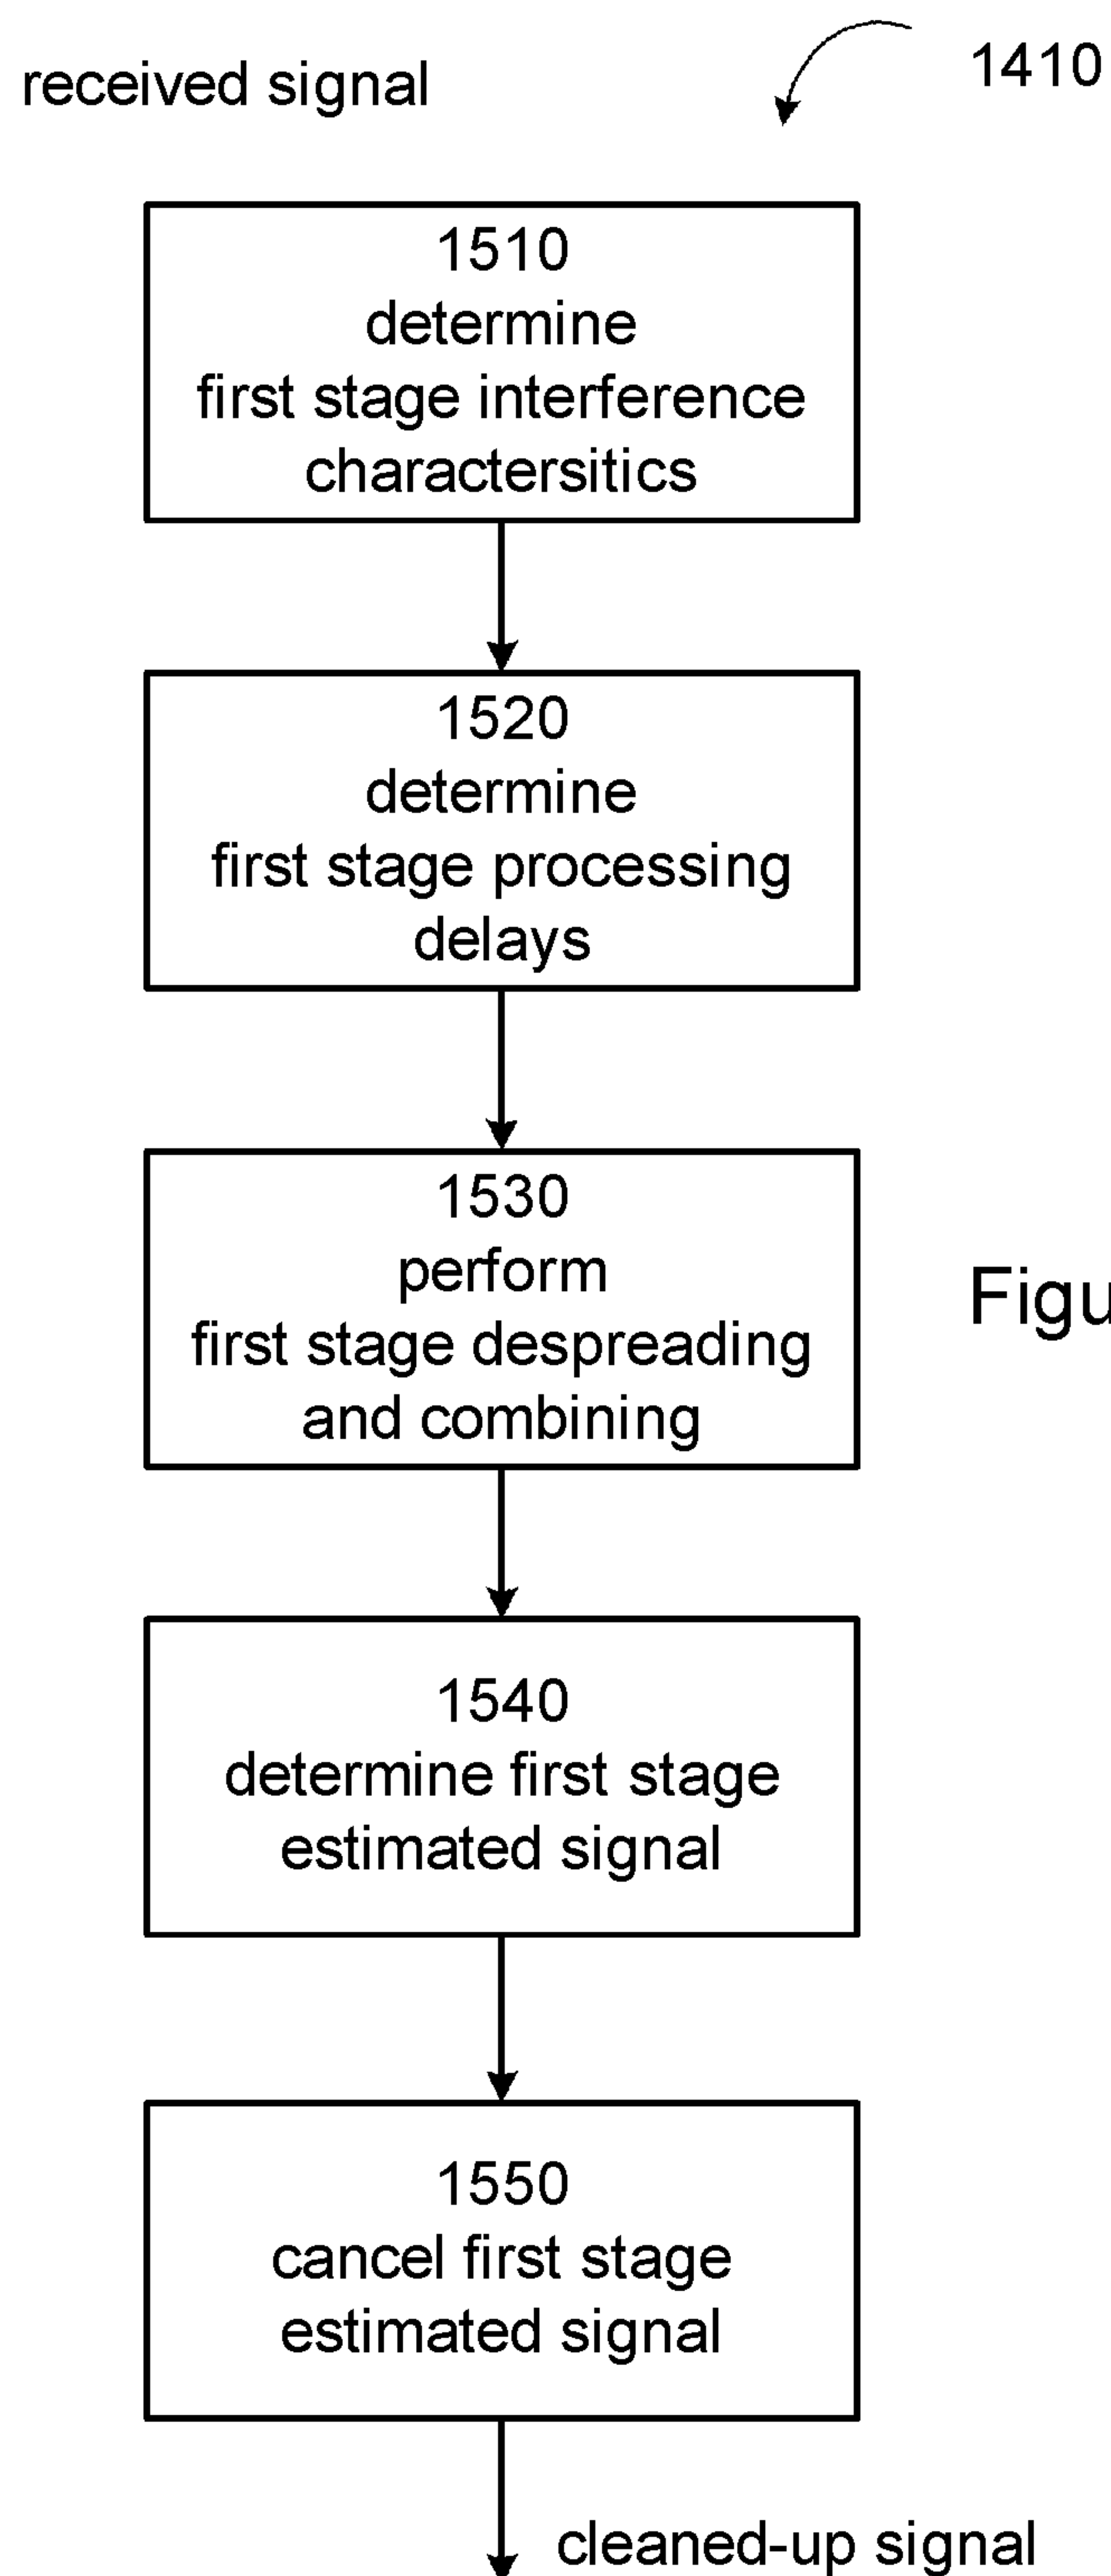 received signal
1410
1510
determine
first stage interference
charactersitics
1520
determine
first stage processing
delays
1530
perform
first stage despreading
and combining
Figu
1540
determine first stage
estimated signal
1550
cancel first stage
estimated signal
cleaned-up signal